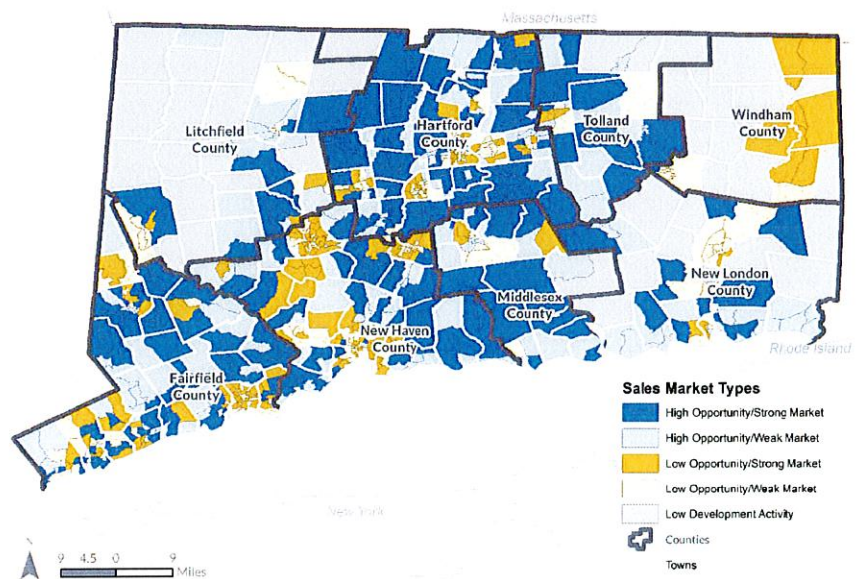 Massachusetts
Litchfield
County
Hartford
County
Tolland
County
Windham
County
New London
County
Middlesex
County
New Haven
County
Fairfield
County
Rhode Island
New York
Sales Market Types
High Opportunity/Strong Market
High Opportunity/Weak Market
Low Opportunity/Strong Market
Low Opportunity/Weak Market
Low Development Activity
Counties
Towns
N
9 4.5 0 9
Miles